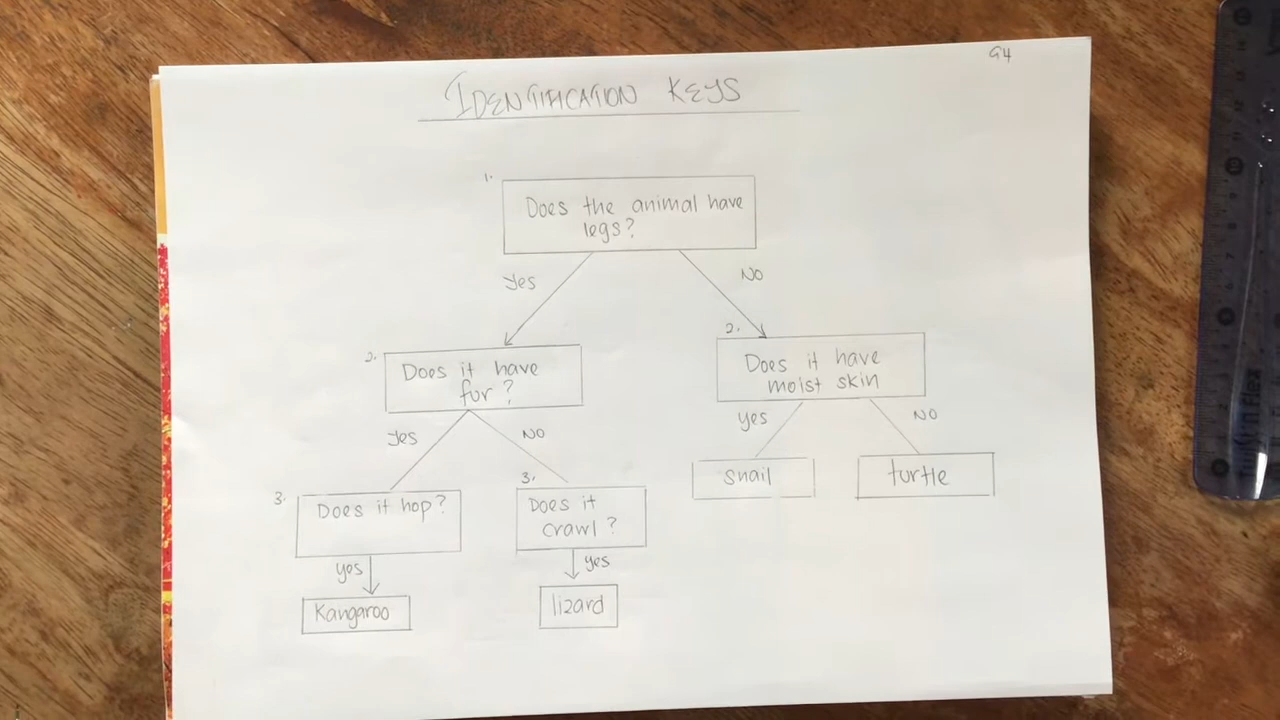 G4
IDENTIFICATION KEYS
1.
Does the animal have
legs?
Yes
NO
2.
Does it have
fur?
2.
Does it have
moist skin
Yes
NO
yes
NO
3.
Does it hop?
3.
Does it
crawl?
snail
turtle
yes
yes
Kangaroo
lizard